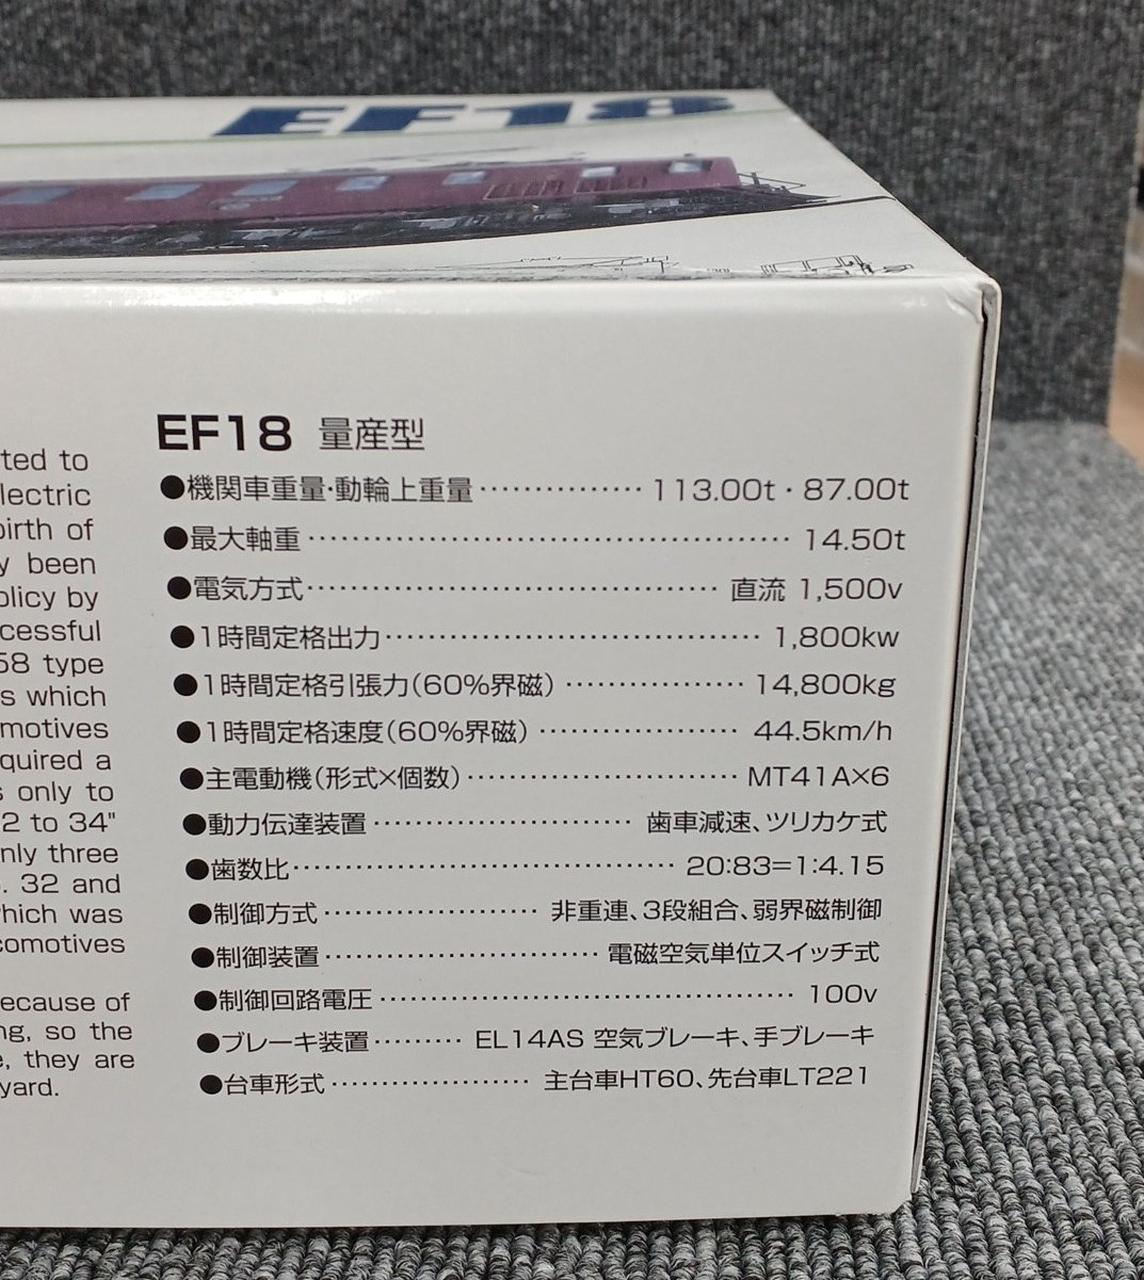 EF18
ted to
lectric
birth of
y been
olicy by
cessful
58 type
s which
motives
quired a
s only to
2 to 34"
nly three
. 32 and
hich was
comotives
ecause of
ng, so the
e, they are
yard.
EF18 量産型
●機関車重量・動輪上重量 ··············· 113.00t・87.00t
●最大軸重 ············································· 14.50t
●電気方式 ······································ 直流 1,500v
●1時間定格出力 ··································· 1,800kw
●1時間定格引張力(60%界磁) ················ 14,800kg
●1時間定格速度(60%界磁) ·················· 44.5km/h
●主電動機(形式×個数) ························ MT41A×6
●動力伝達装置 ························ 歯車減速、ツリカケ式
●歯数比 ······································ 20:83=1:4.15
●制御方式 ···················· 非重連、3段組合、弱界磁制御
●制御装置 ·························· 電磁空気単位スイッチ式
●制御回路電圧 ········································ 100v
●ブレーキ装置 ········· EL14AS 空気ブレーキ、手ブレーキ
●台車形式 ··················· 主台車HT60、先台車LT221